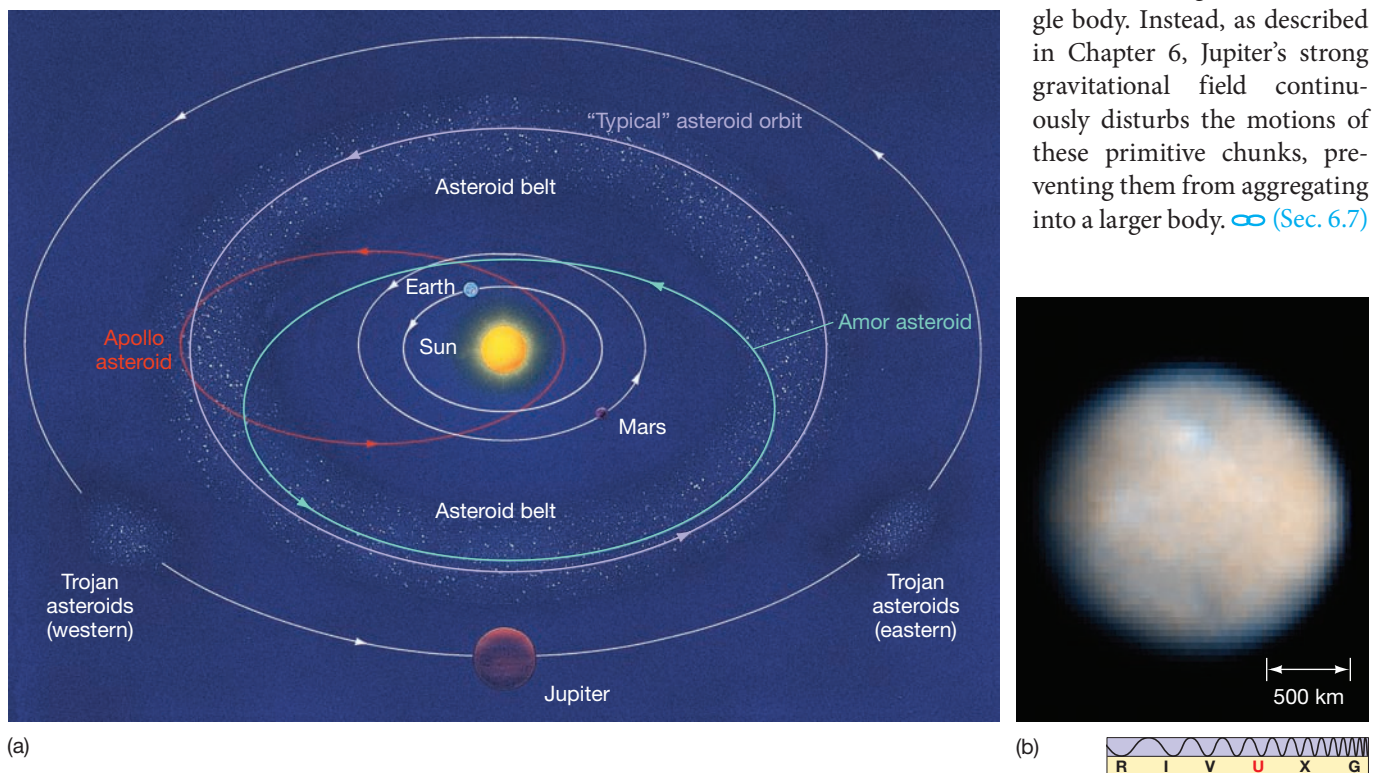 gle body. Instead, as described
in Chapter 6, Jupiter's strong
gravitational field continu-
ously disturbs the motions of
these primitive chunks, pre-
venting them from aggregating
into a larger body. (Sec. 6.7)
"Typical" asteroid orbit
Asteroid belt
Earth
Amor asteroid
Apollo
asteroid
Sun
Mars
Asteroid belt
Trojan
asteroids
(western)
Trojan
asteroids
(eastern)
Jupiter
500 km
(a)
(b)
R I V U X G